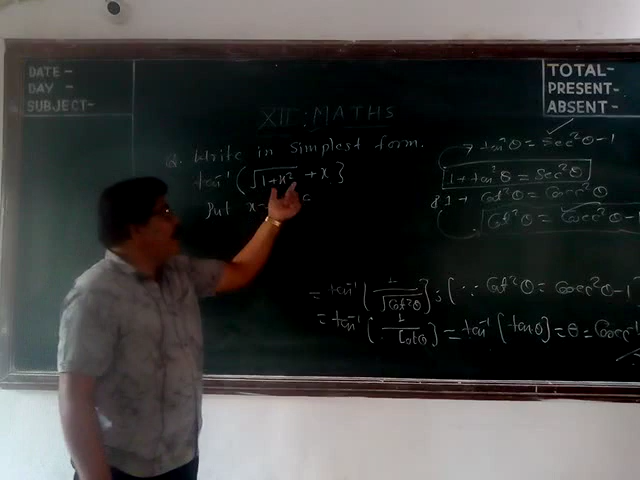 DATE -
DAY -
SUBJECT-
TOTAL-
PRESENT-
ABSENT -
XII : MATHS
Q. Write in simplest form.
tan⁻¹ { √1+x² + x }
Put x
→ tan²θ = sec²θ-1
1 + tan²θ = Sec²θ
1 + Cot²θ = Cosec²θ
Cot²θ = Cosec²θ -1
= tan⁻¹ [ 1/√Cot²θ ] ; [ ∵ Cot²θ = Cosec²θ-1
= tan⁻¹ [ 1/Cotθ ] = tan⁻¹ [tanθ] = θ = Cosec⁻¹